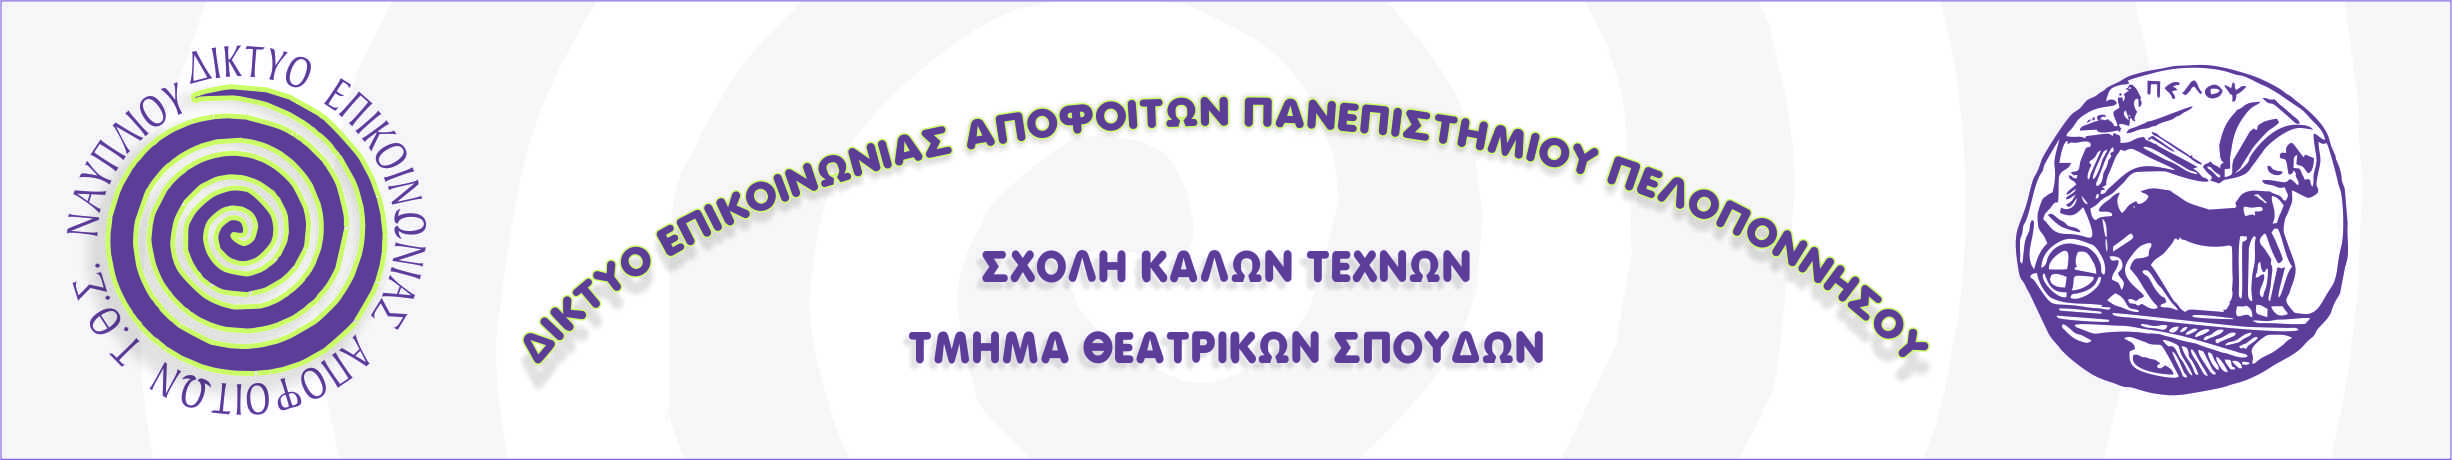 ΔΙΚΤΥΟ ΕΠΙΚΟΙΝΩΝΙΑΣ ΑΠΟΦΟΙΤΩΝ Τ.Θ.Σ. ΝΑΥΠΛΙΟΥ
ΔΙΚΤΥΟ ΕΠΙΚΟΙΝΩΝΙΑΣ ΑΠΟΦΟΙΤΩΝ ΠΑΝΕΠΙΣΤΗΜΙΟΥ ΠΕΛΟΠΟΝΝΗΣΟΥ
ΣΧΟΛΗ ΚΑΛΩΝ ΤΕΧΝΩΝ
ΤΜΗΜΑ ΘΕΑΤΡΙΚΩΝ ΣΠΟΥΔΩΝ
ΠΕΛΟΨ